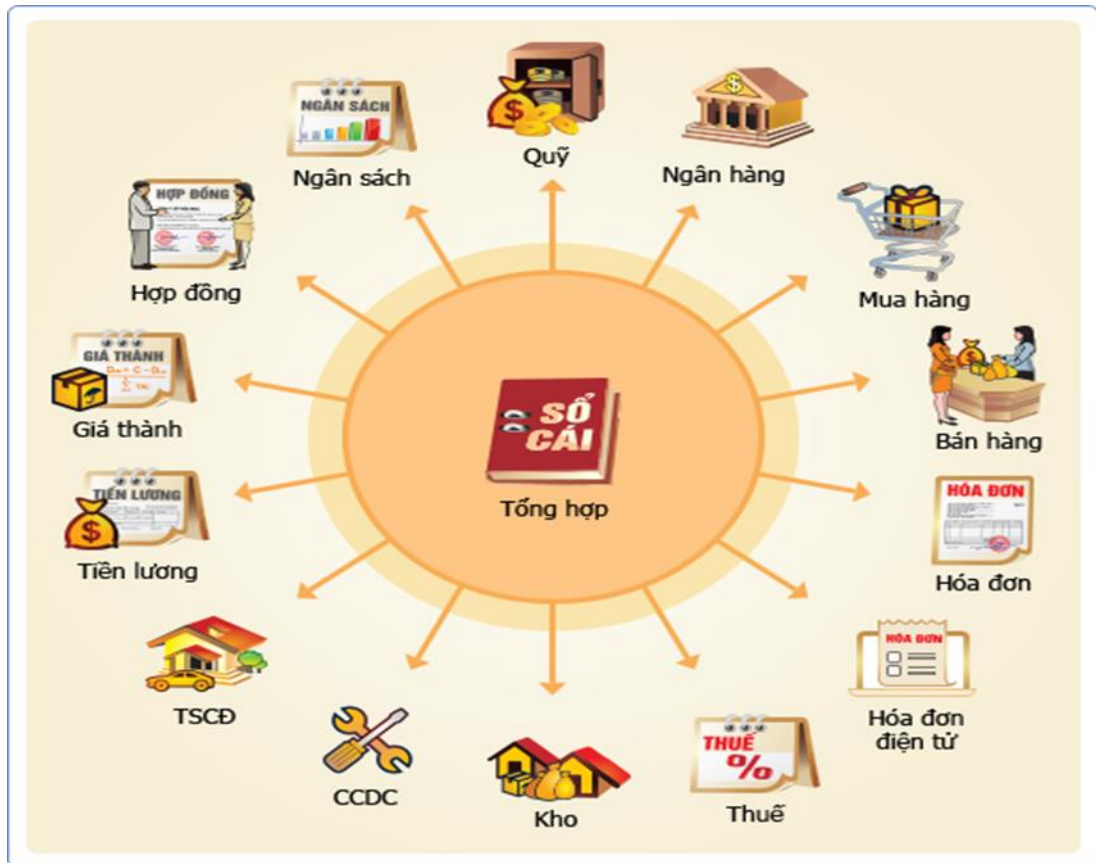 NGÂN SÁCH
Ngân sách
Quỹ
Ngân hàng
Mua hàng
Bán hàng
HÓA ĐƠN
Hóa đơn
HÓA ĐƠN
Hóa đơn
điện tử
THUẾ
%
Thuế
Kho
CCDC
TSCĐ
TIỀN LƯƠNG
$
Tiền lương
GIÁ THÀNH
Giá thành
HỢP ĐỒNG
Hợp đồng
SỔ
CÁI
Tổng hợp